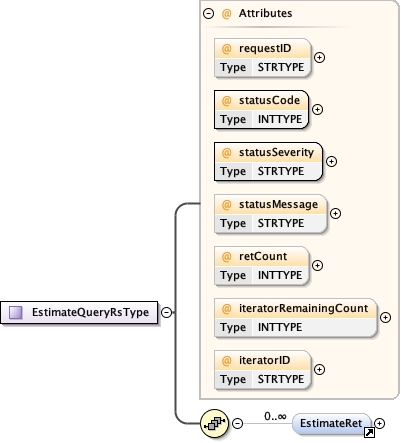 @ Attributes
@ requestID
Type STRTYPE
@ statusCode
Type INTTYPE
@ statusSeverity
Type STRTYPE
@ statusMessage
Type STRTYPE
@ retCount
Type INTTYPE
EstimateQueryRsType
@ iteratorRemainingCount
Type INTTYPE
@ iteratorID
Type STRTYPE
0..∞
EstimateRet